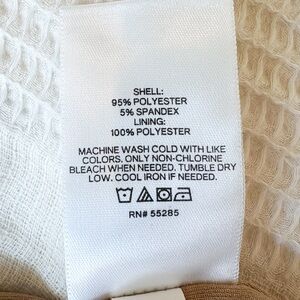 SHELL:
95% POLYESTER
5% SPANDEX
LINING:
100% POLYESTER
MACHINE WASH COLD WITH LIKE
COLORS. ONLY NON-CHLORINE
BLEACH WHEN NEEDED. TUMBLE DRY
LOW. COOL IRON IF NEEDED.
RN# 55285